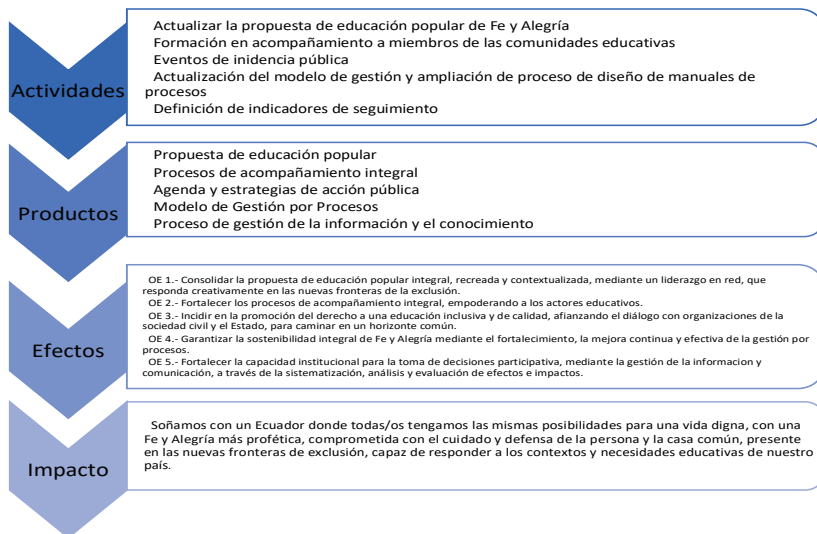 Actividades
Actualizar la propuesta de educación popular de Fe y Alegría
Formación en acompañamiento a miembros de las comunidades educativas
Eventos de inidencia pública
Actualización del modelo de gestión y ampliación de proceso de diseño de manuales de
procesos
Definición de indicadores de seguimiento
Productos
Propuesta de educación popular
Procesos de acompañamiento integral
Agenda y estrategias de acción pública
Modelo de Gestión por Procesos
Proceso de gestión de la información y el conocimiento
Efectos
OE 1.- Consolidar la propuesta de educación popular integral, recreada y contextualizada, mediante un liderazgo en red, que
responda creativamente en las nuevas fronteras de la exclusión.
OE 2.- Fortalecer los procesos de acompañamiento integral, empoderando a los actores educativos.
OE 3.- Incidir en la promoción del derecho a una educación inclusiva y de calidad, afianzando el diálogo con organizaciones de la
sociedad civil y el Estado, para caminar en un horizonte común.
OE 4.- Garantizar la sostenibilidad integral de Fe y Alegría mediante el fortalecimiento, la mejora continua y efectiva de la gestión por
procesos.
OE 5.- Fortalecer la capacidad institucional para la toma de decisiones participativa, mediante la gestión de la informacion y
comunicación, a través de la sistematización, análisis y evaluación de efectos e impactos.
Impacto
Soñamos con un Ecuador donde todas/os tengamos las mismas posibilidades para una vida digna, con una
Fe y Alegría más profética, comprometida con el cuidado y defensa de la persona y la casa común, presente
en las nuevas fronteras de exclusión, capaz de responder a los contextos y necesidades educativas de nuestro
país.